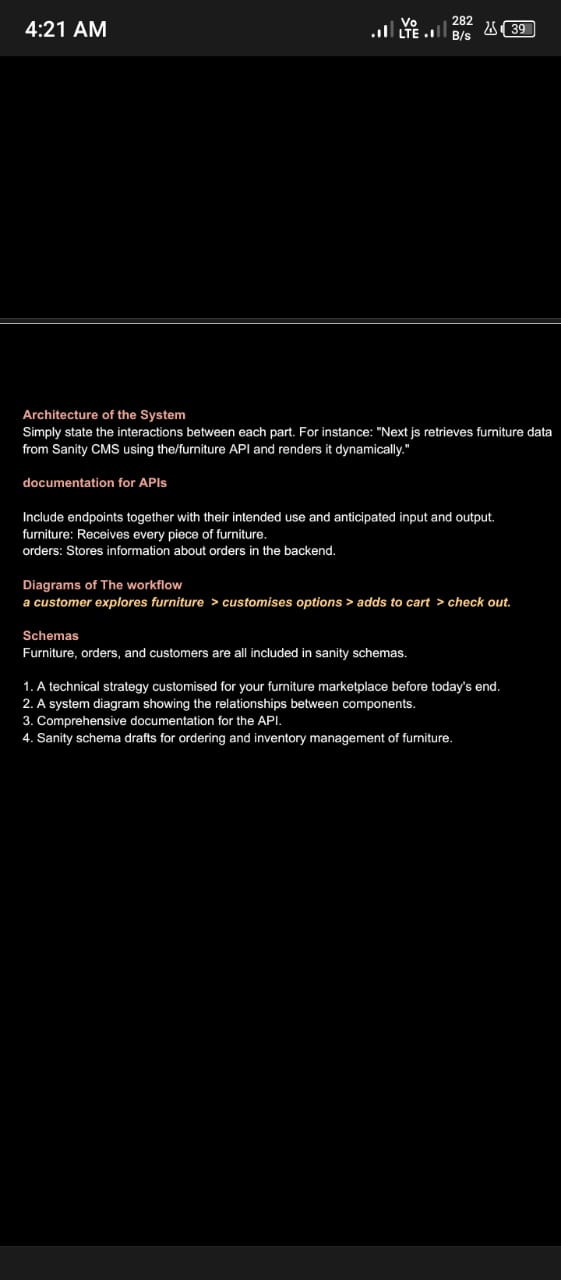 4:21 AM
Vo LTE 282 B/s 39
Architecture of the System
Simply state the interactions between each part. For instance: "Next js retrieves furniture data
from Sanity CMS using the/furniture API and renders it dynamically."
documentation for APIs
Include endpoints together with their intended use and anticipated input and output.
furniture: Receives every piece of furniture.
orders: Stores information about orders in the backend.
Diagrams of The workflow
a customer explores furniture > customises options > adds to cart > check out.
Schemas
Furniture, orders, and customers are all included in sanity schemas.
1. A technical strategy customised for your furniture marketplace before today's end.
2. A system diagram showing the relationships between components.
3. Comprehensive documentation for the API.
4. Sanity schema drafts for ordering and inventory management of furniture.